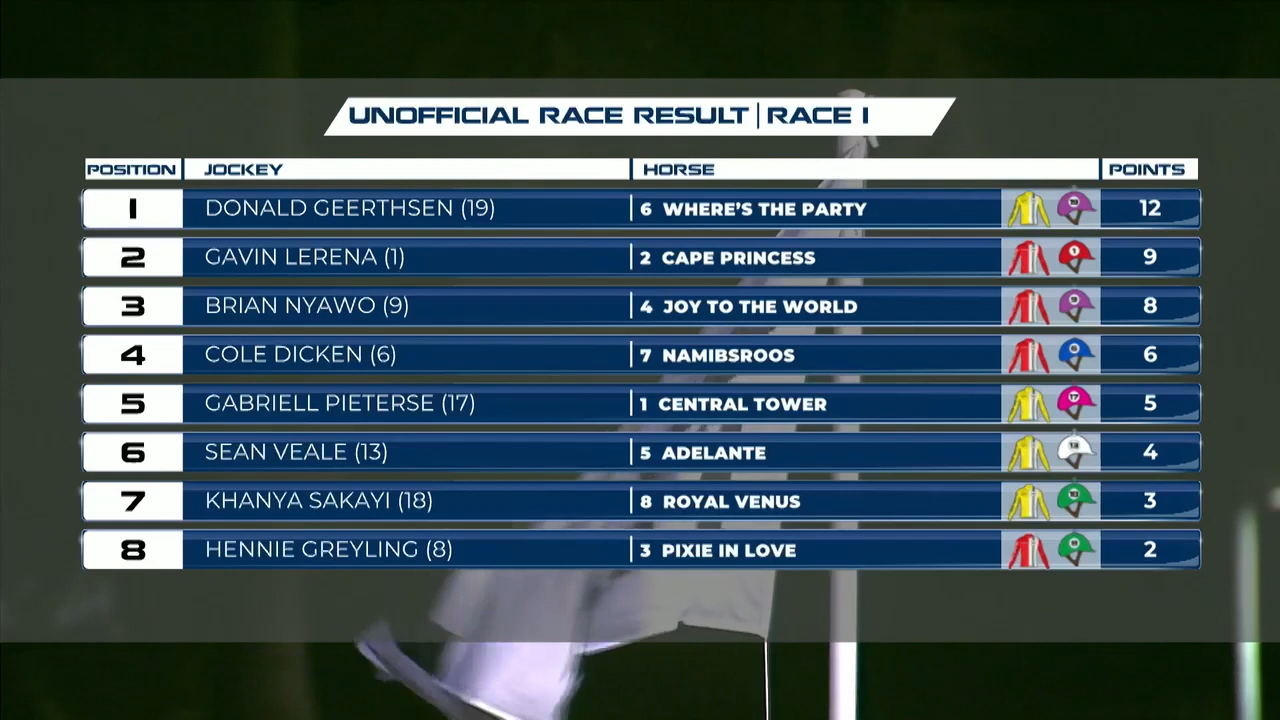 UNOFFICIAL RACE RESULT | RACE 1
POSITION JOCKEY HORSE POINTS
1 DONALD GEERTHSEN (19) 6 WHERE'S THE PARTY 12
2 GAVIN LERENA (1) 2 CAPE PRINCESS 9
3 BRIAN NYAWO (9) 4 JOY TO THE WORLD 8
4 COLE DICKEN (6) 7 NAMIBSROOS 6
5 GABRIELL PIETERSE (17) 1 CENTRAL TOWER 5
6 SEAN VEALE (13) 5 ADELANTE 4
7 KHANYA SAKAYI (18) 8 ROYAL VENUS 3
8 HENNIE GREYLING (8) 3 PIXIE IN LOVE 2